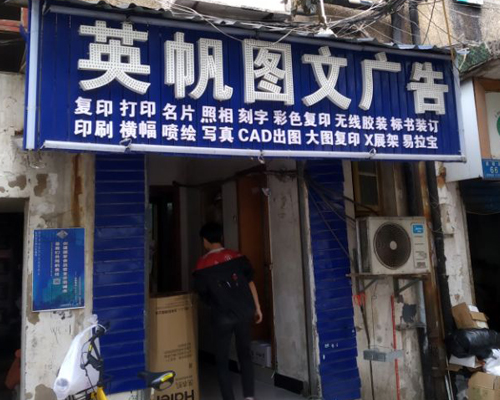 英帆图文广告
复印 打印 名片 照相 刻字 彩色复印 无线胶装 标书装订
印刷 横幅 喷绘 写真 CAD出图 大图复印 X展架 易拉宝
Haier